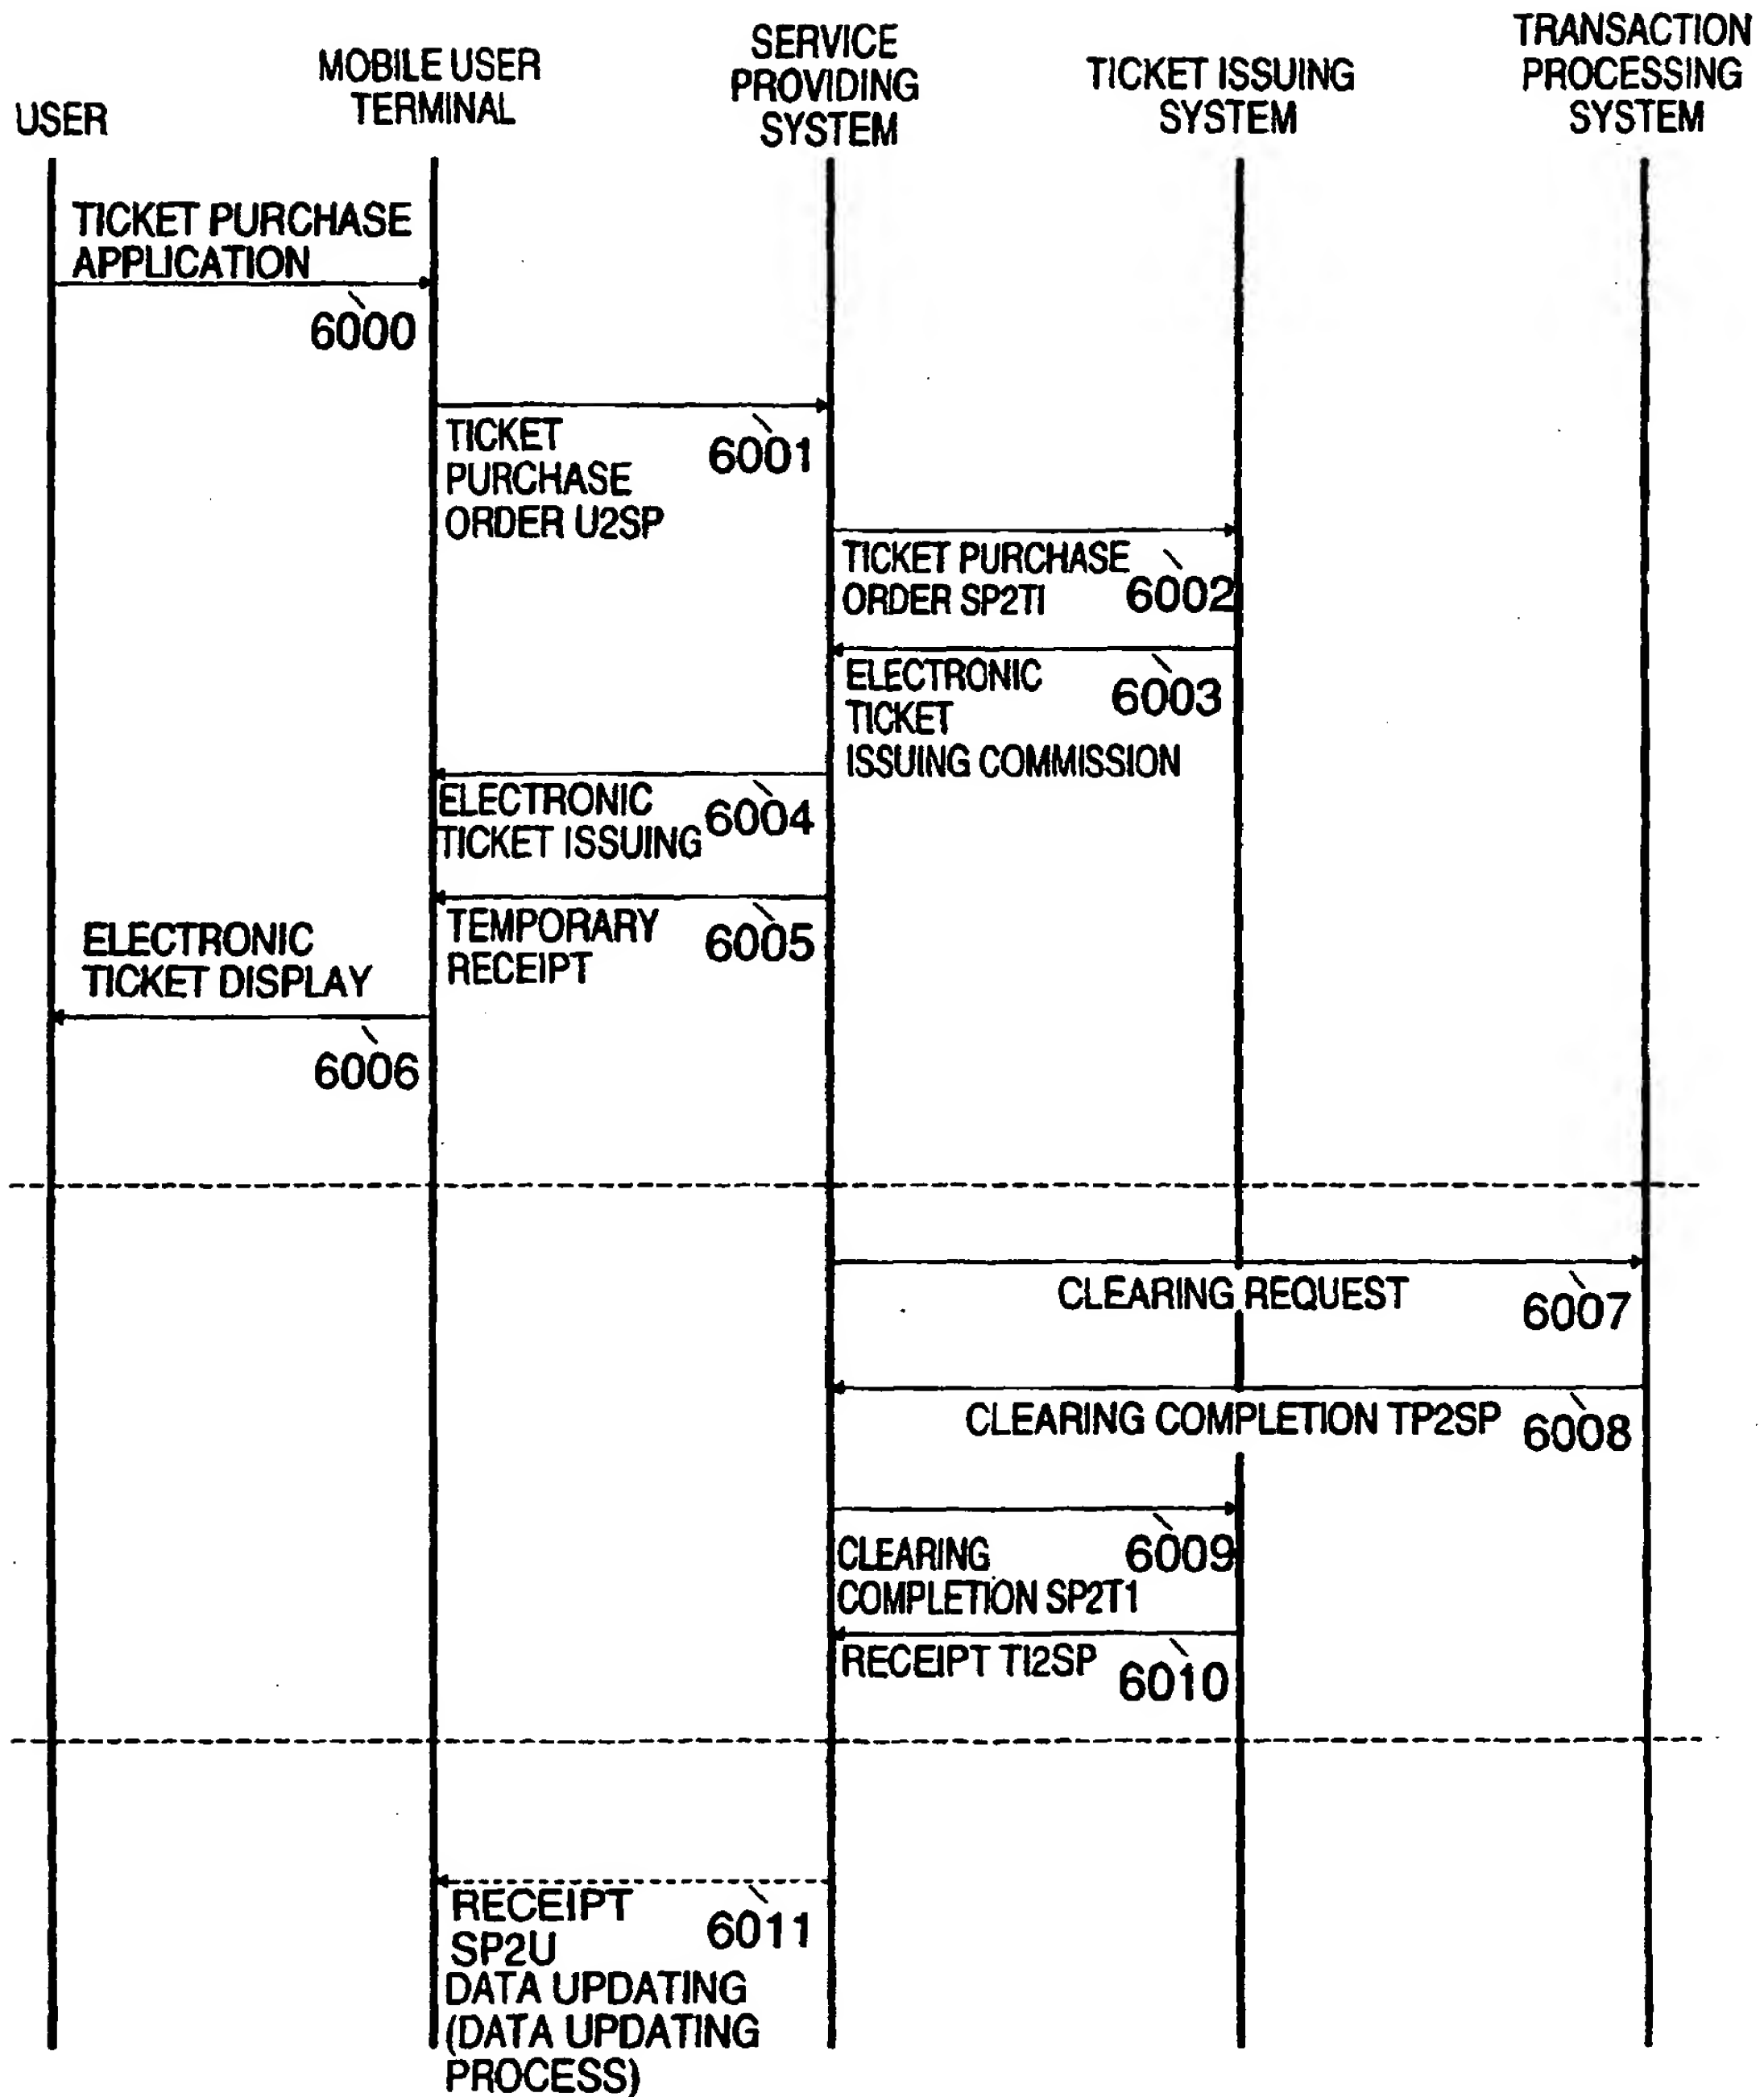 USER
MOBILE USER
TERMINAL
SERVICE
PROVIDING
SYSTEM
TICKET ISSUING
SYSTEM
TRANSACTION
PROCESSING
SYSTEM
TICKET PURCHASE
APPLICATION
6000
TICKET
PURCHASE
ORDER U2SP
6001
TICKET PURCHASE
ORDER SP2TI
6002
ELECTRONIC
TICKET
ISSUING COMMISSION
6003
ELECTRONIC
TICKET ISSUING
6004
TEMPORARY
RECEIPT
6005
ELECTRONIC
TICKET DISPLAY
6006
CLEARING REQUEST
6007
CLEARING COMPLETION TP2SP
6008
CLEARING
COMPLETION SP2T1
6009
RECEIPT TI2SP
6010
RECEIPT
SP2U
DATA UPDATING
(DATA UPDATING
PROCESS)
6011